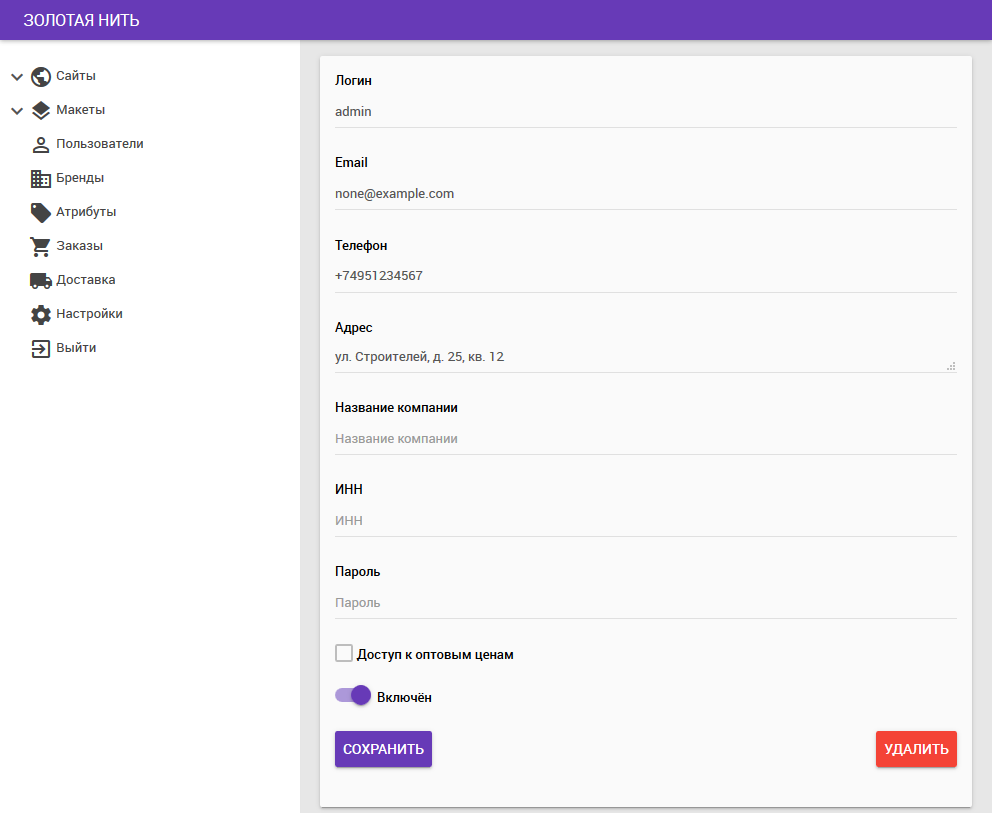 ЗОЛОТАЯ НИТЬ
Сайты
Макеты
Пользователи
Бренды
Атрибуты
Заказы
Доставка
Настройки
Выйти
Логин
admin
Email
none@example.com
Телефон
+74951234567
Адрес
ул. Строителей, д. 25, кв. 12
Название компании
Название компании
ИНН
ИНН
Пароль
Пароль
Доступ к оптовым ценам
Включён
СОХРАНИТЬ
УДАЛИТЬ